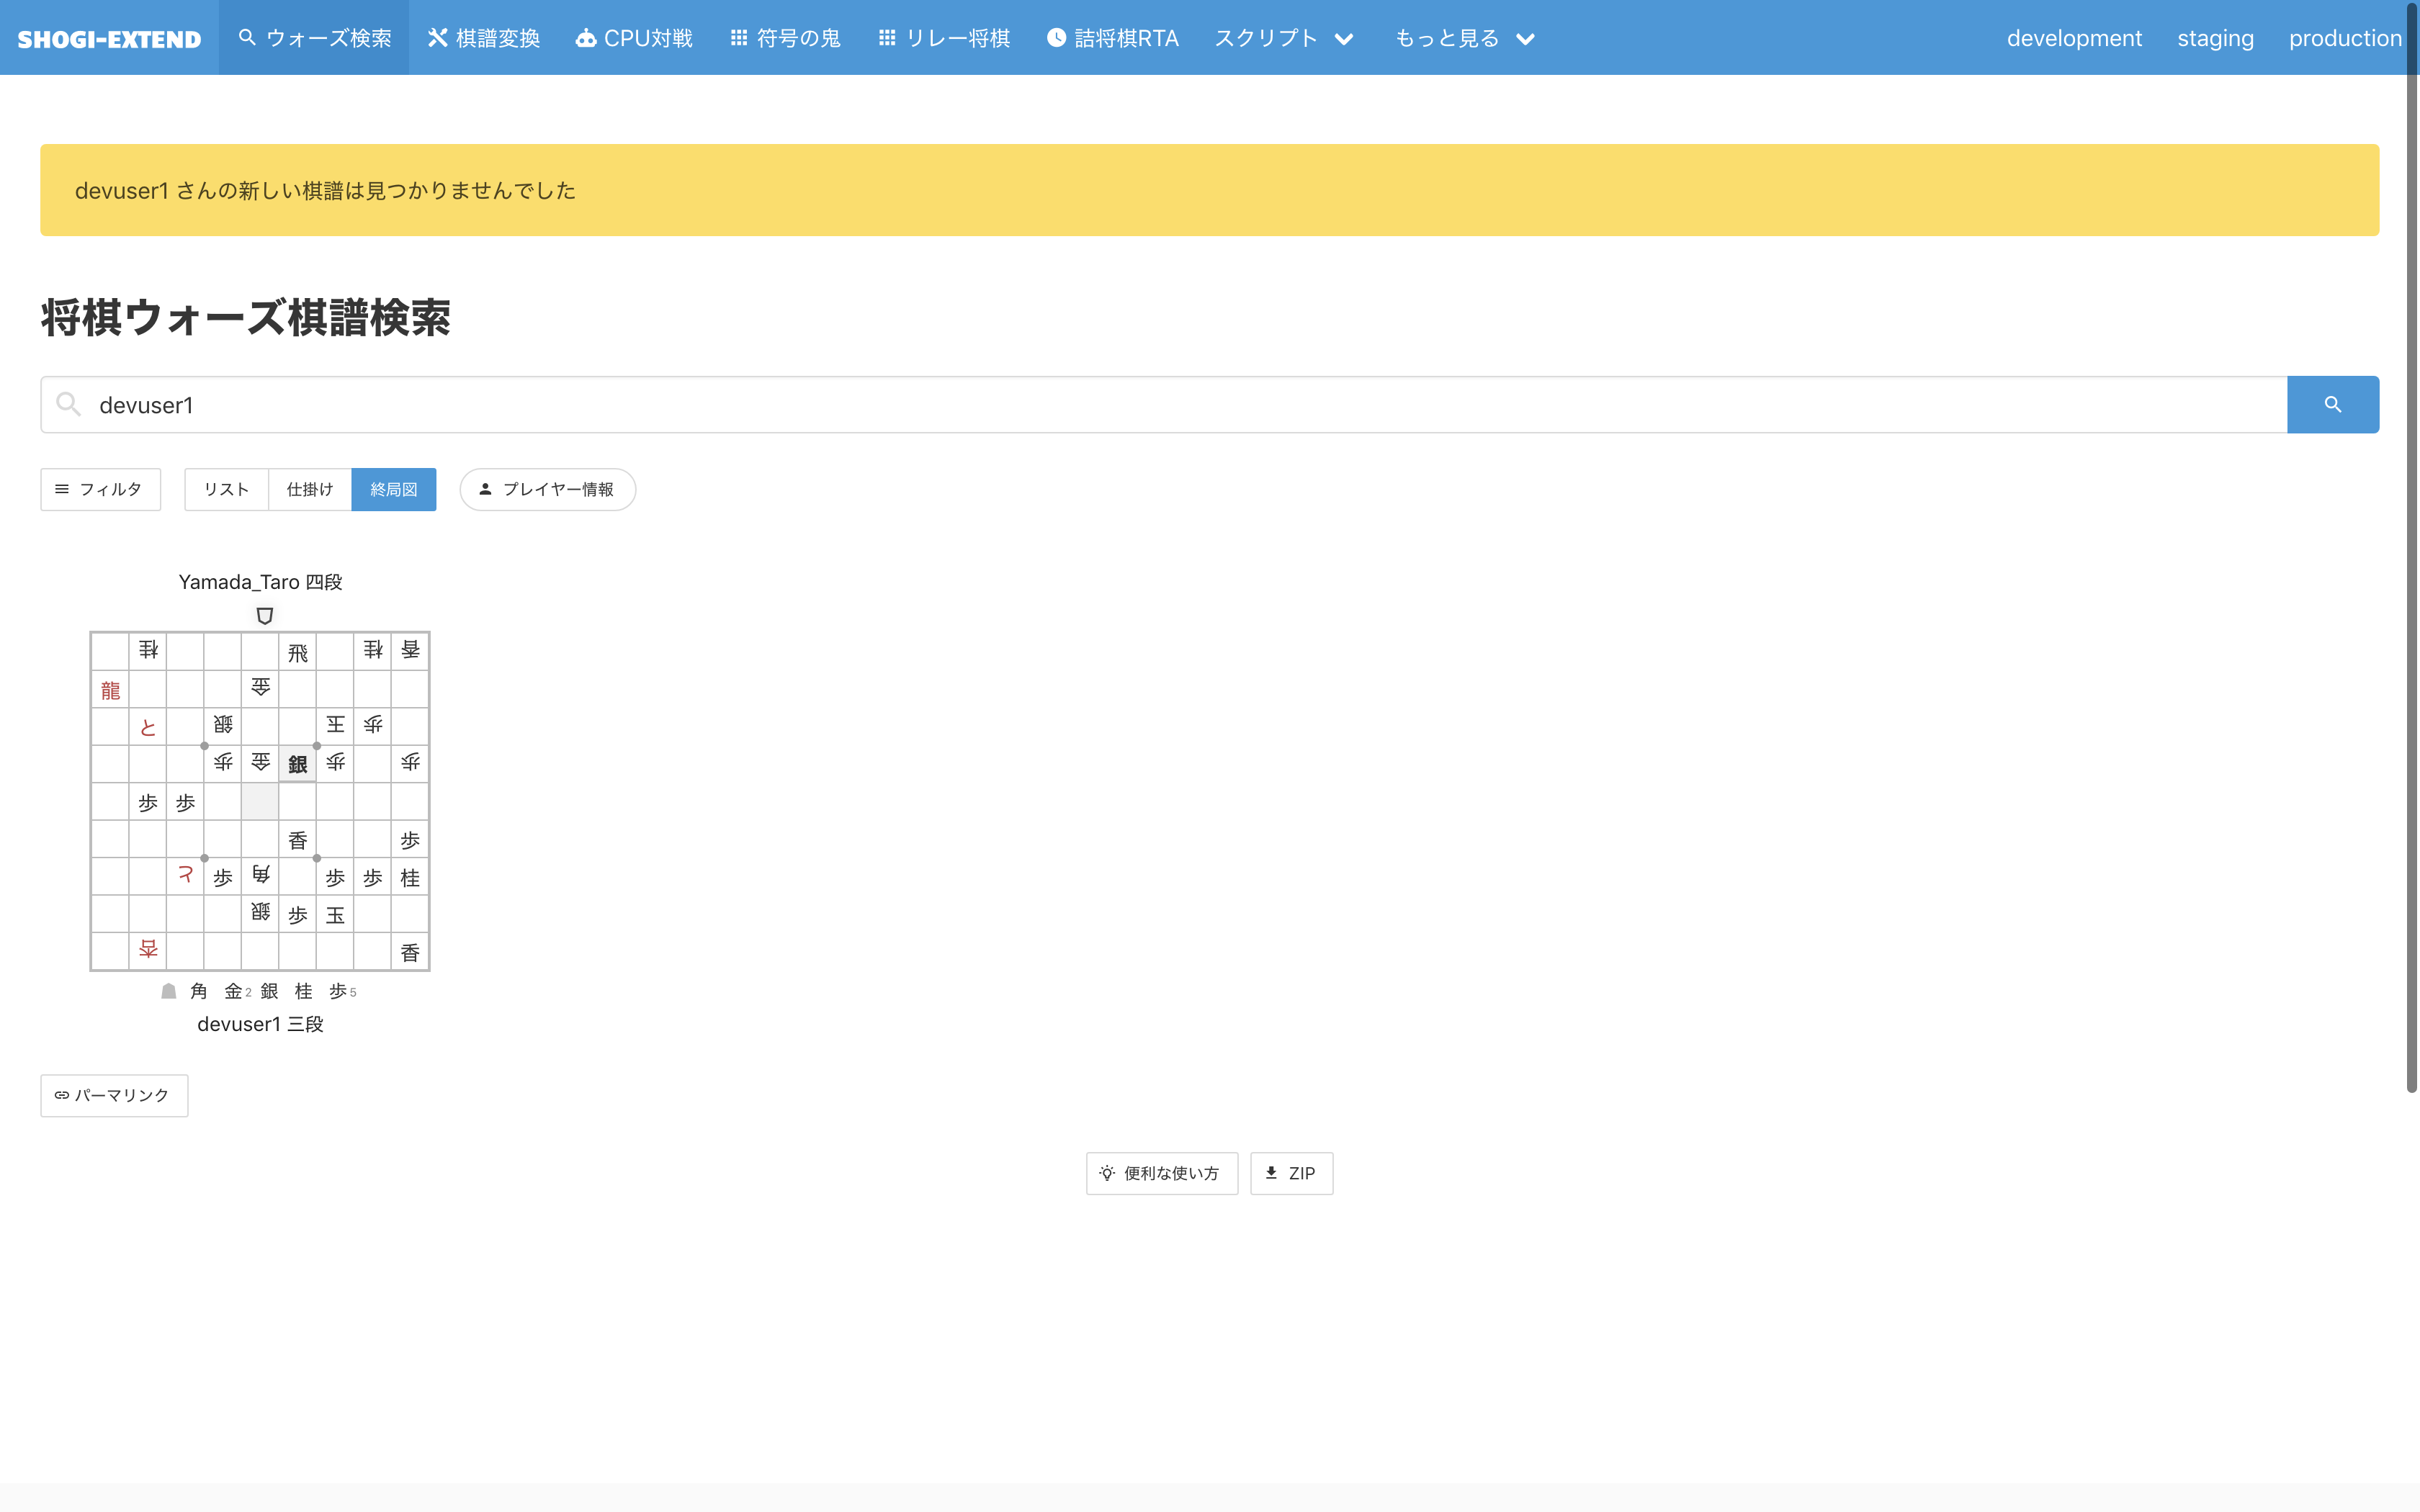 SHOGI-EXTEND ウォーズ検索 棋譜変換 CPU対戦 符号の鬼 リレー将棋 詰将棋RTA スクリプト もっと見る development staging production
devuser1 さんの新しい棋譜は見つかりませんでした
将棋ウォーズ棋譜検索
devuser1
フィルタ リスト 仕掛け 終局図 プレイヤー情報
Yamada_Taro 四段
桂 飛 桂 香
龍 金
と 銀 王 歩
歩 金 銀 歩 歩
歩 歩
香 歩
と 歩 角 歩 歩 桂
銀 歩 玉
杏 香
角 金2 銀 桂 歩5
devuser1 三段
パーマリンク
便利な使い方 ZIP